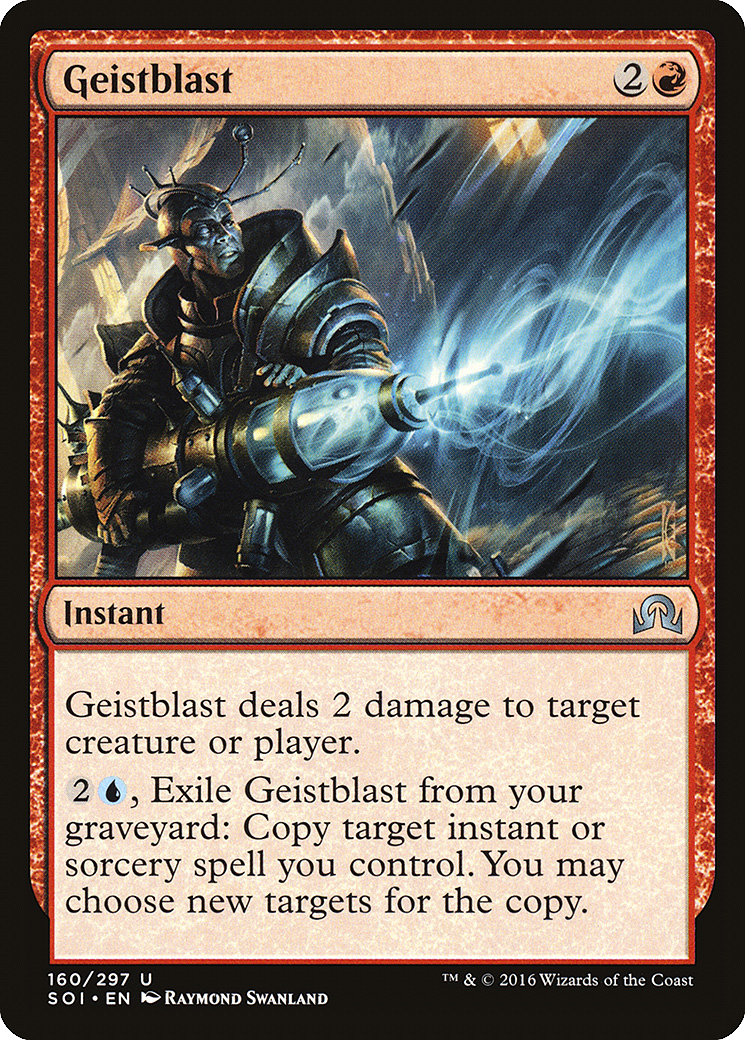 Geistblast 2
Instant
Geistblast deals 2 damage to target
creature or player.
2, Exile Geistblast from your
graveyard: Copy target instant or
sorcery spell you control. You may
choose new targets for the copy.
160/297 U
SOI • EN RAYMOND SWANLAND
™ & © 2016 Wizards of the Coast